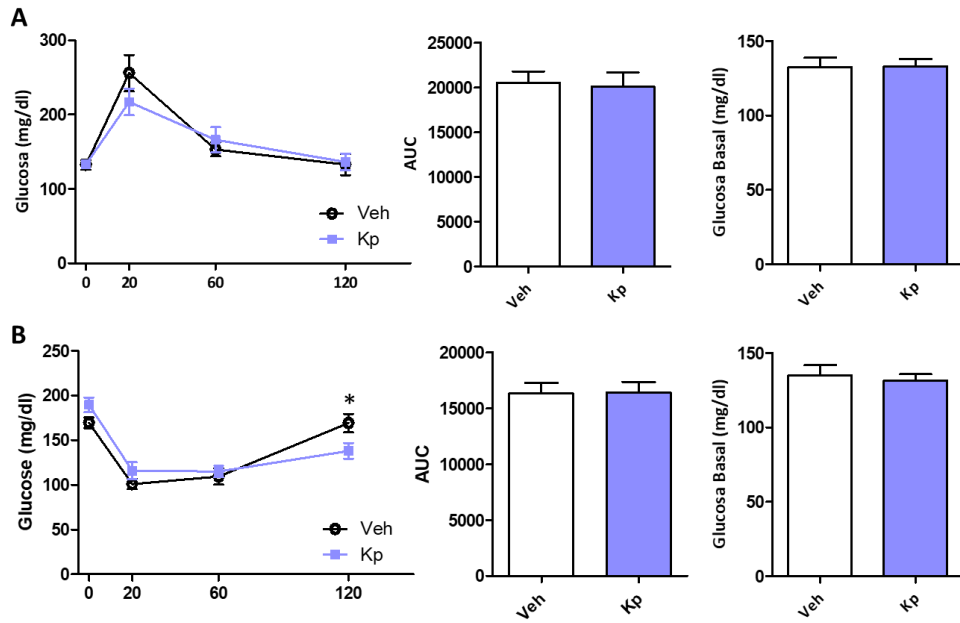 A
Glucosa (mg/dl)
300
200
100
0
0 20 60 120
Veh
Kp
AUC
25000
20000
15000
10000
5000
0
Veh Kp
Glucosa Basal (mg/dl)
150
100
50
0
Veh Kp
B
Glucose (mg/dl)
250
200
150
100
50
0
0 20 60 120
*
Veh
Kp
AUC
20000
15000
10000
5000
0
Veh Kp
Glucosa Basal (mg/dl)
150
100
50
0
Veh Kp